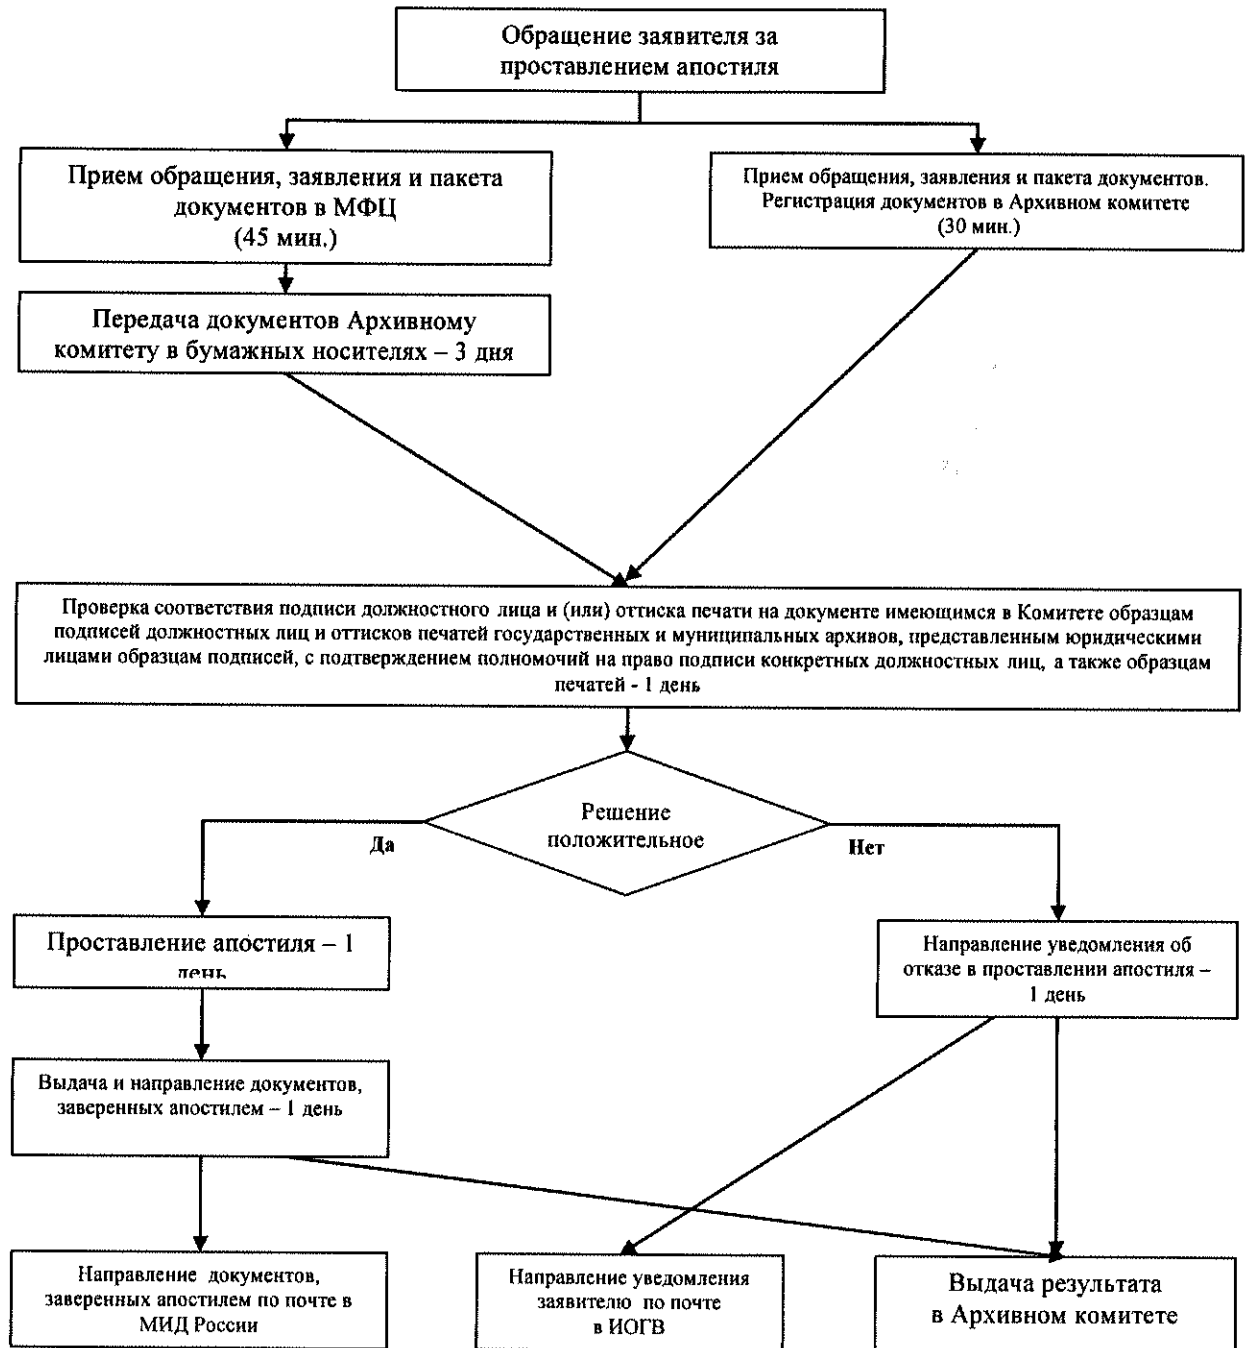 Обращение заявителя за
проставлением апостиля
Прием обращения, заявления и пакета
документов в МФЦ
(45 мин.)
Прием обращения, заявления и пакета документов.
Регистрация документов в Архивном комитете
(30 мин.)
Передача документов Архивному
комитету в бумажных носителях – 3 дня
Проверка соответствия подписи должностного лица и (или) оттиска печати на документе имеющимся в Комитете образцам
подписей должностных лиц и оттисков печатей государственных и муниципальных архивов, представленным юридическими
лицами образцам подписей, с подтверждением полномочий на право подписи конкретных должностных лиц, а также образцам
печатей - 1 день
Решение
положительное
Да
Нет
Проставление апостиля – 1
день
Направление уведомления об
отказе в проставлении апостиля –
1 день
Выдача и направление документов,
заверенных апостилем – 1 день
Направление документов,
заверенных апостилем по почте в
МИД России
Направление уведомления
заявителю по почте
в ИОГВ
Выдача результата
в Архивном комитете